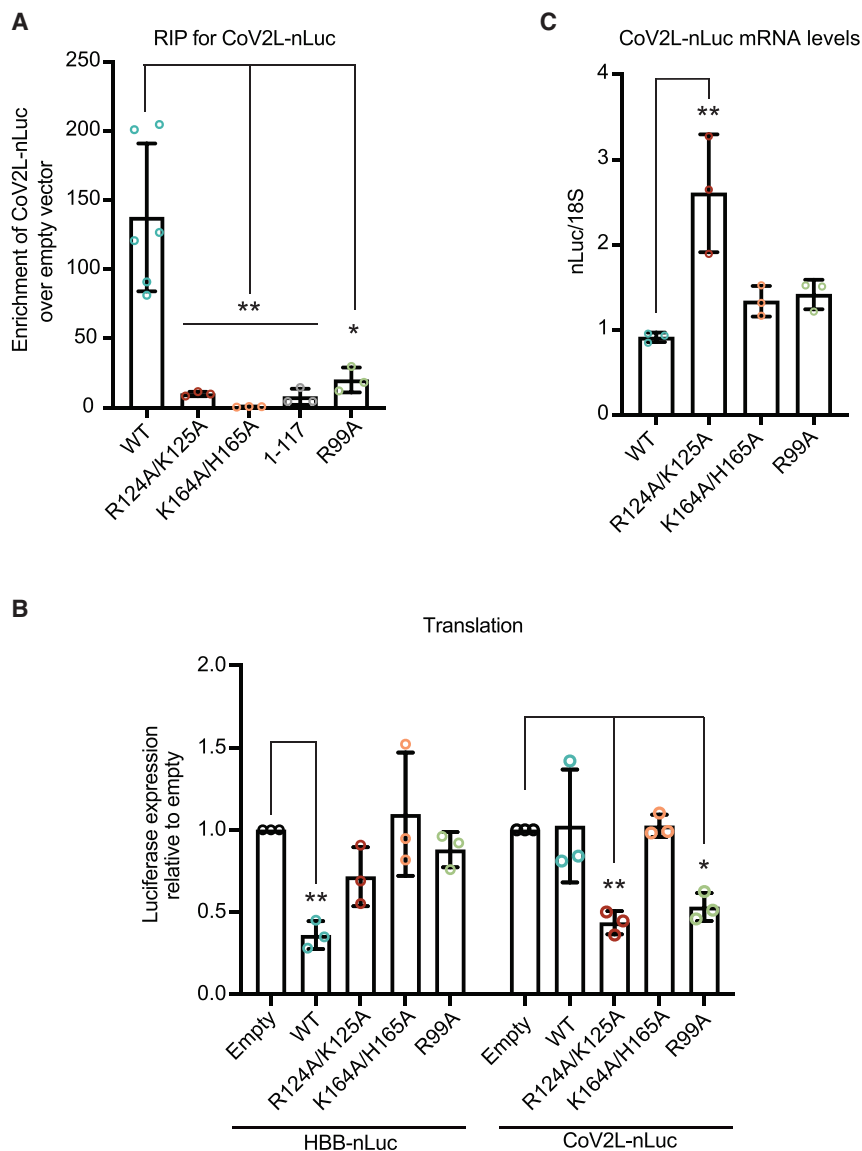 A
RIP for CoV2L-nLuc
Enrichment of CoV2L-nLuc
over empty vector
250
200
150
100
50
0
**
*
WT
R124A/K125A
K164A/H165A
1-117
R99A
C
CoV2L-nLuc mRNA levels
nLuc/18S
4
3
2
1
0
**
WT
R124A/K125A
K164A/H165A
R99A
B
Translation
Luciferase expression
relative to empty
2.0
1.5
1.0
0.5
0.0
**
**
*
Empty
WT
R124A/K125A
K164A/H165A
R99A
Empty
WT
R124A/K125A
K164A/H165A
R99A
HBB-nLuc
CoV2L-nLuc